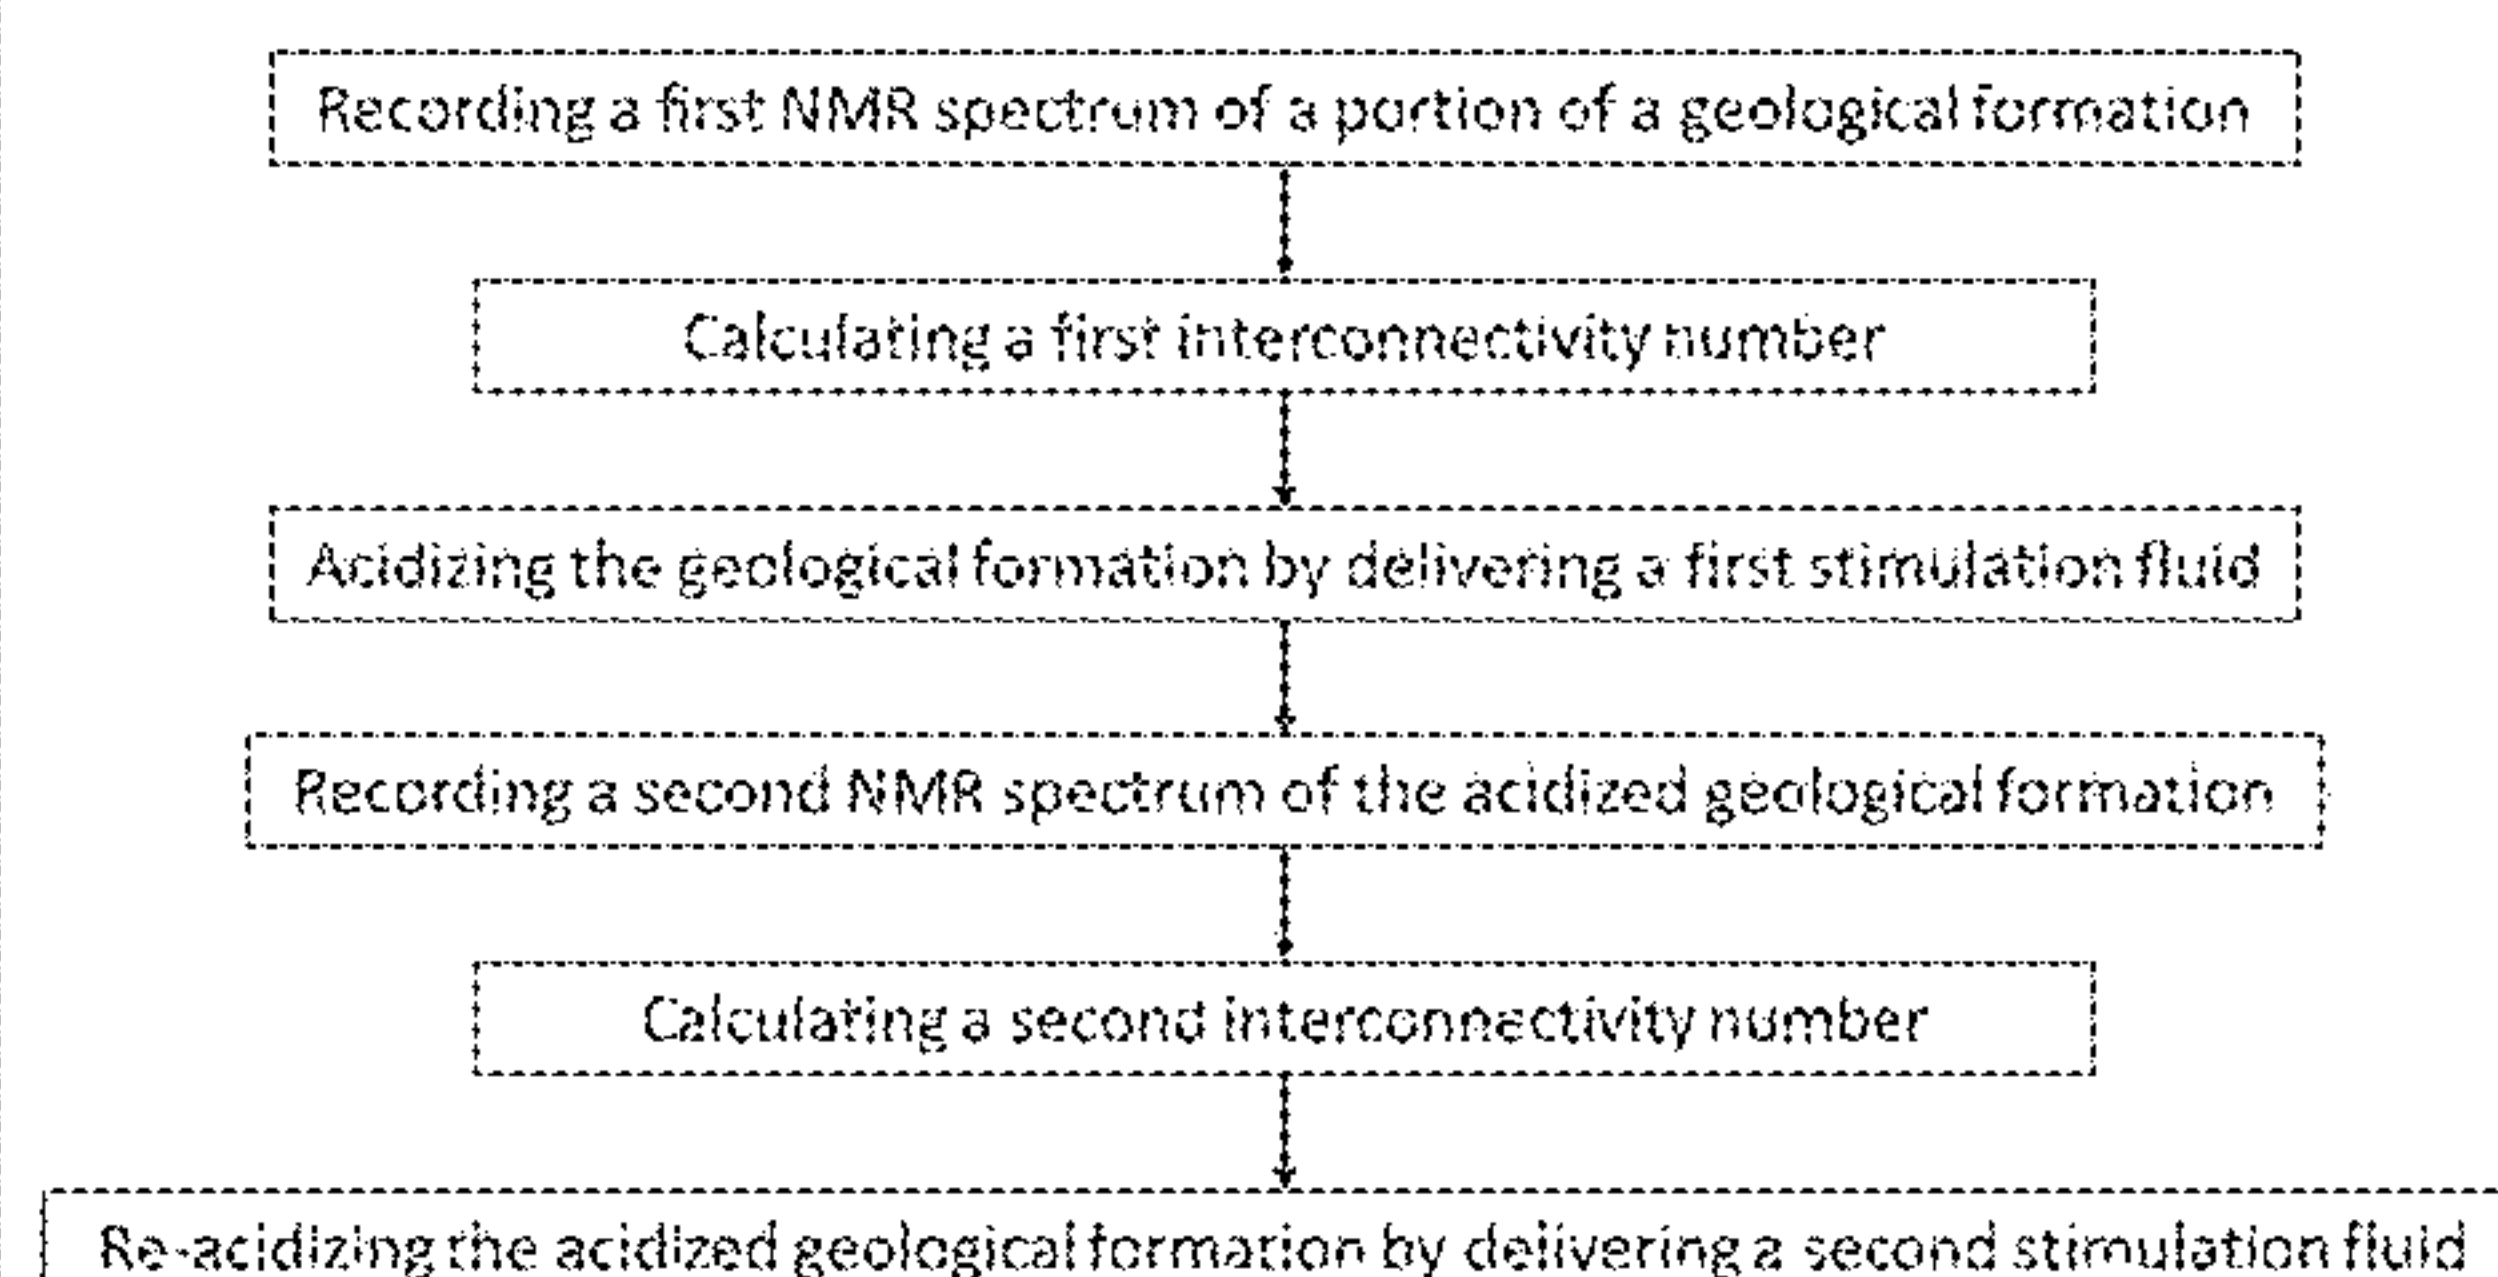 Recording a first NMR spectrum of a portion of a geological formation
Calculating a first interconnectivity number
Acidizing the geological formation by delivering a first stimulation fluid
Recording a second NMR spectrum of the acidized geological formation
Calculating a second interconnectivity number
Re-acidizing the acidized geological formation by delivering a second stimulation fluid